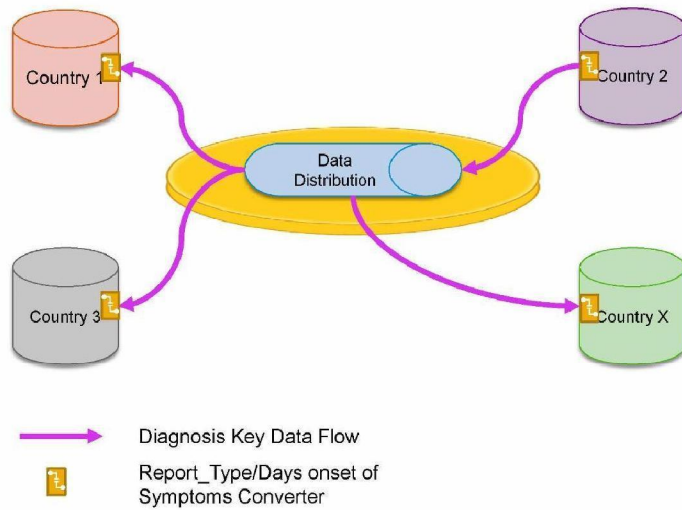 Country 1
Country 2
Data
Distribution
Country 3
Country X
Diagnosis Key Data Flow
Report_Type/Days onset of
Symptoms Converter